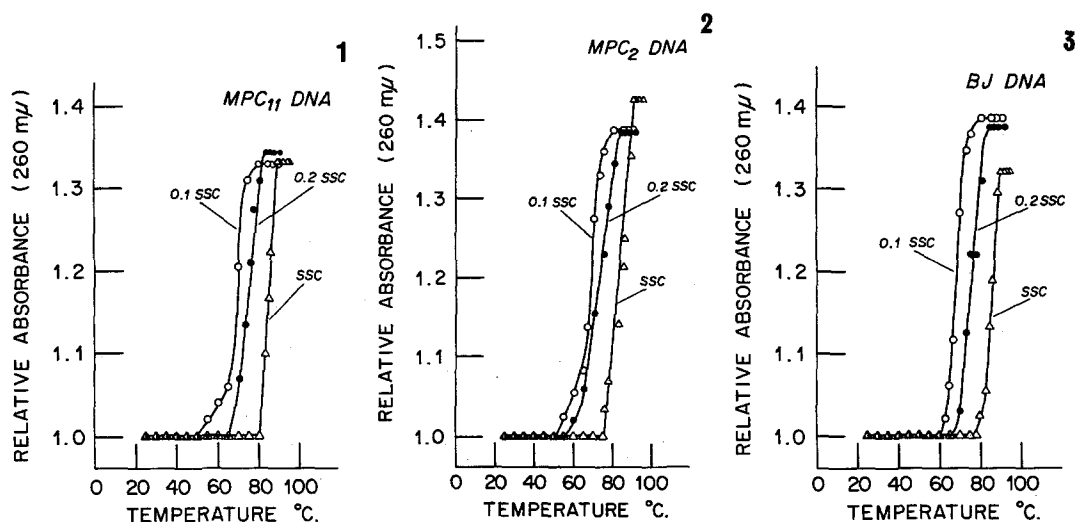 1
MPC11 DNA
RELATIVE ABSORBANCE (260 mμ)
1.4
1.3
1.2
1.1
1.0
0.1 SSC
0.2 SSC
SSC
0 20 40 60 80 100
TEMPERATURE °C.
2
MPC2 DNA
RELATIVE ABSORBANCE (260 mμ)
1.5
1.4
1.3
1.2
1.1
1.0
0.1 SSC
0.2 SSC
SSC
0 20 40 60 80 100
TEMPERATURE °C.
3
BJ DNA
RELATIVE ABSORBANCE (260 mμ)
1.4
1.3
1.2
1.1
1.0
0.1 SSC
0.2SSC
SSC
0 20 40 60 80 100
TEMPERATURE °C.